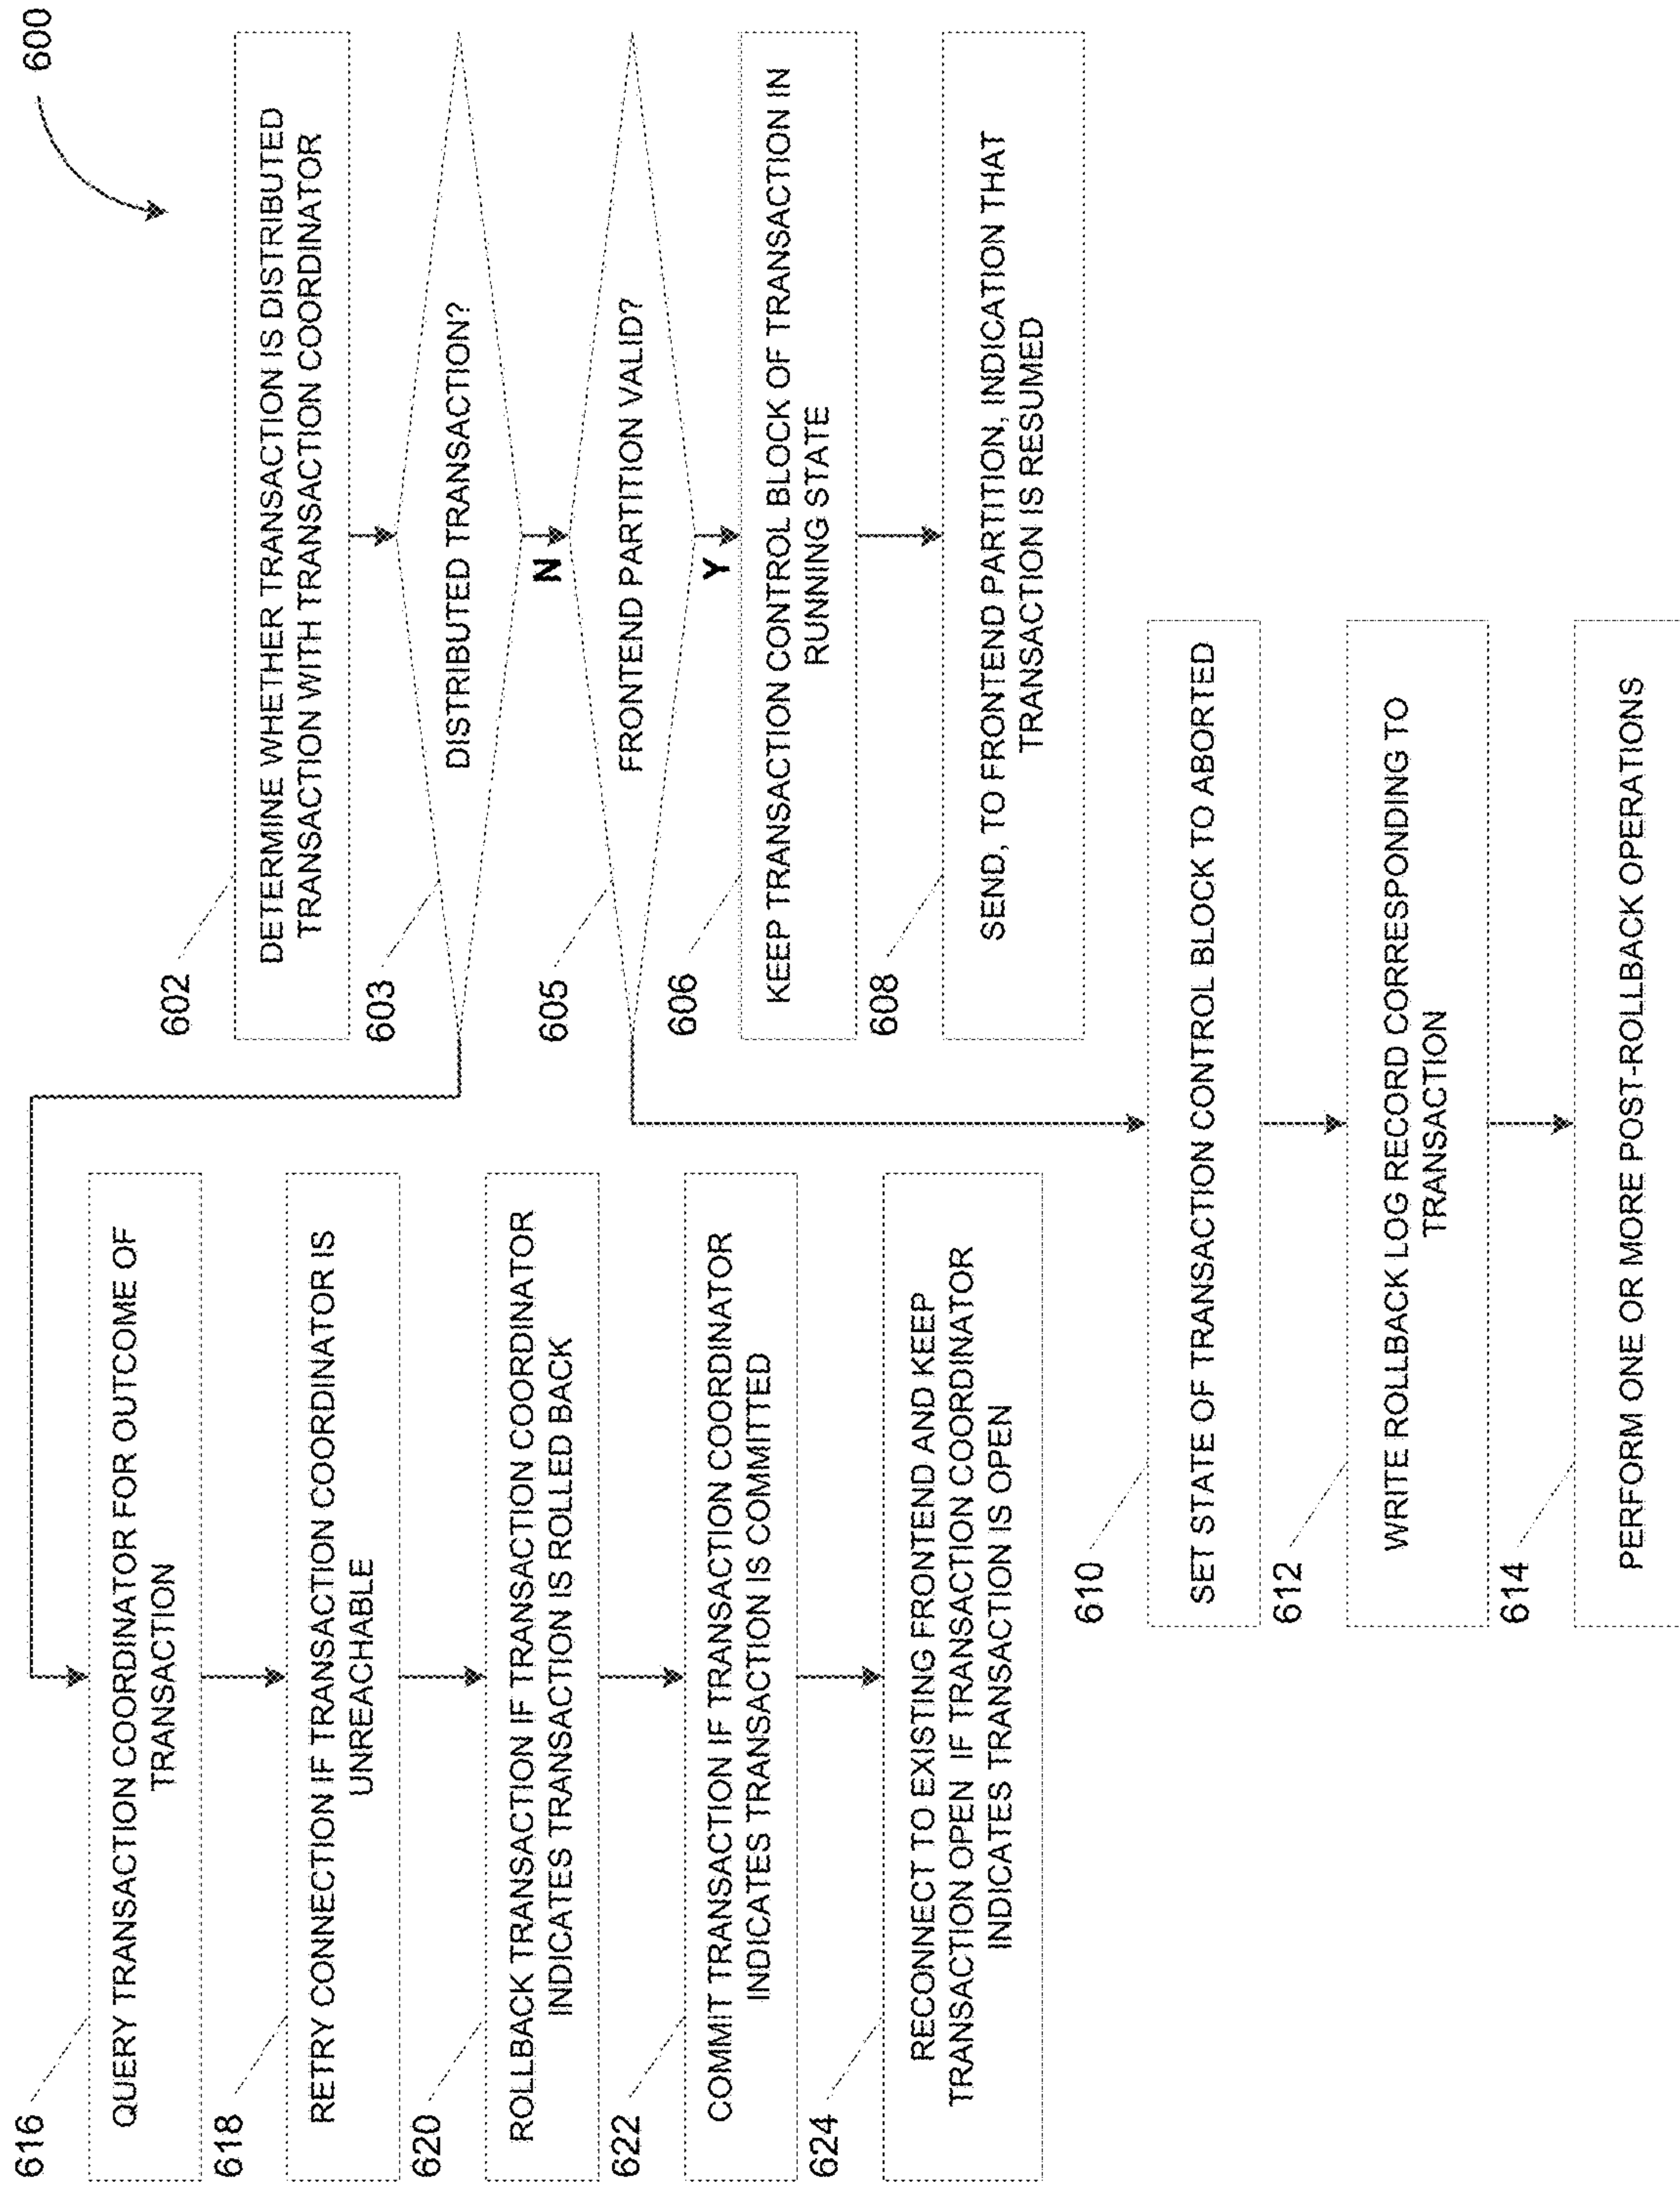 600
602
DETERMINE WHETHER TRANSACTION IS DISTRIBUTED
TRANSACTION WITH TRANSACTION COORDINATOR
603
DISTRIBUTED TRANSACTION?
N
605
FRONTEND PARTITION VALID?
Y
606
KEEP TRANSACTION CONTROL BLOCK OF TRANSACTION IN
RUNNING STATE
608
SEND, TO FRONTEND PARTITION, INDICATION THAT
TRANSACTION IS RESUMED
610
SET STATE OF TRANSACTION CONTROL BLOCK TO ABORTED
612
WRITE ROLLBACK LOG RECORD CORRESPONDING TO
TRANSACTION
614
PERFORM ONE OR MORE POST-ROLLBACK OPERATIONS
616
QUERY TRANSACTION COORDINATOR FOR OUTCOME OF
TRANSACTION
618
RETRY CONNECTION IF TRANSACTION COORDINATOR IS
UNREACHABLE
620
ROLLBACK TRANSACTION IF TRANSACTION COORDINATOR
INDICATES TRANSACTION IS ROLLED BACK
622
COMMIT TRANSACTION IF TRANSACTION COORDINATOR
INDICATES TRANSACTION IS COMMITTED
624
RECONNECT TO EXISTING FRONTEND AND KEEP
TRANSACTION OPEN IF TRANSACTION COORDINATOR
INDICATES TRANSACTION IS OPEN